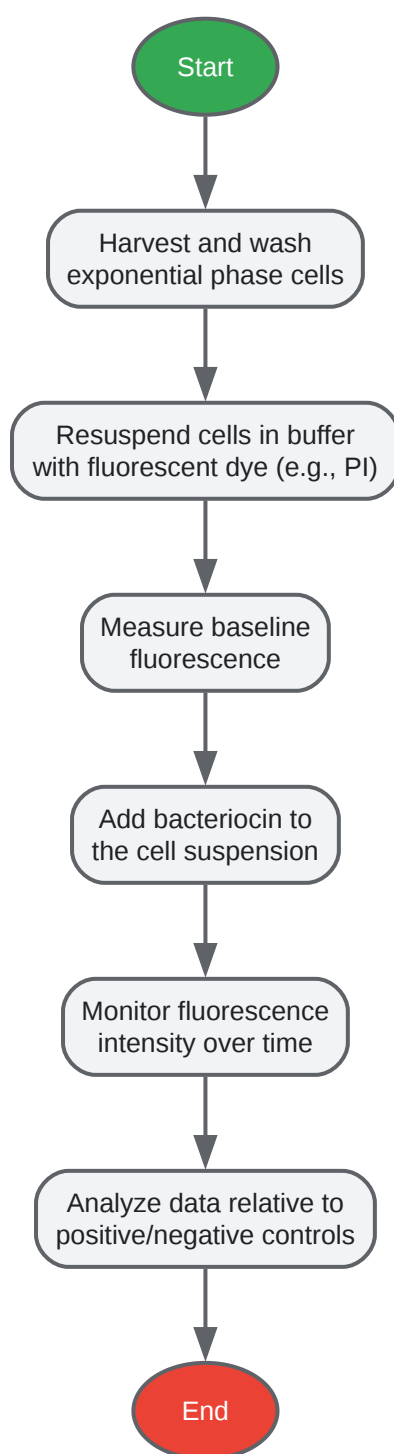 Start
Harvest and wash
exponential phase cells
Resuspend cells in buffer
with fluorescent dye (e.g., PI)
Measure baseline
fluorescence
Add bacteriocin to
the cell suspension
Monitor fluorescence
intensity over time
Analyze data relative to
positive/negative controls
End